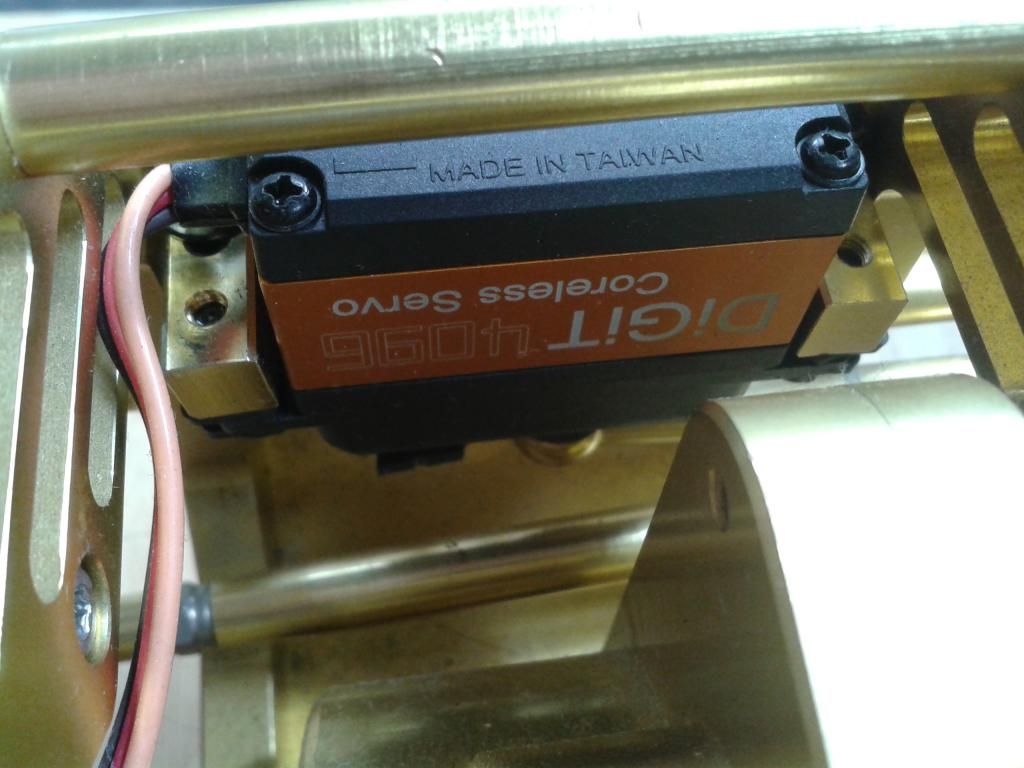 MADE IN TAIWAN
DiGiT 4096
Coreless Servo